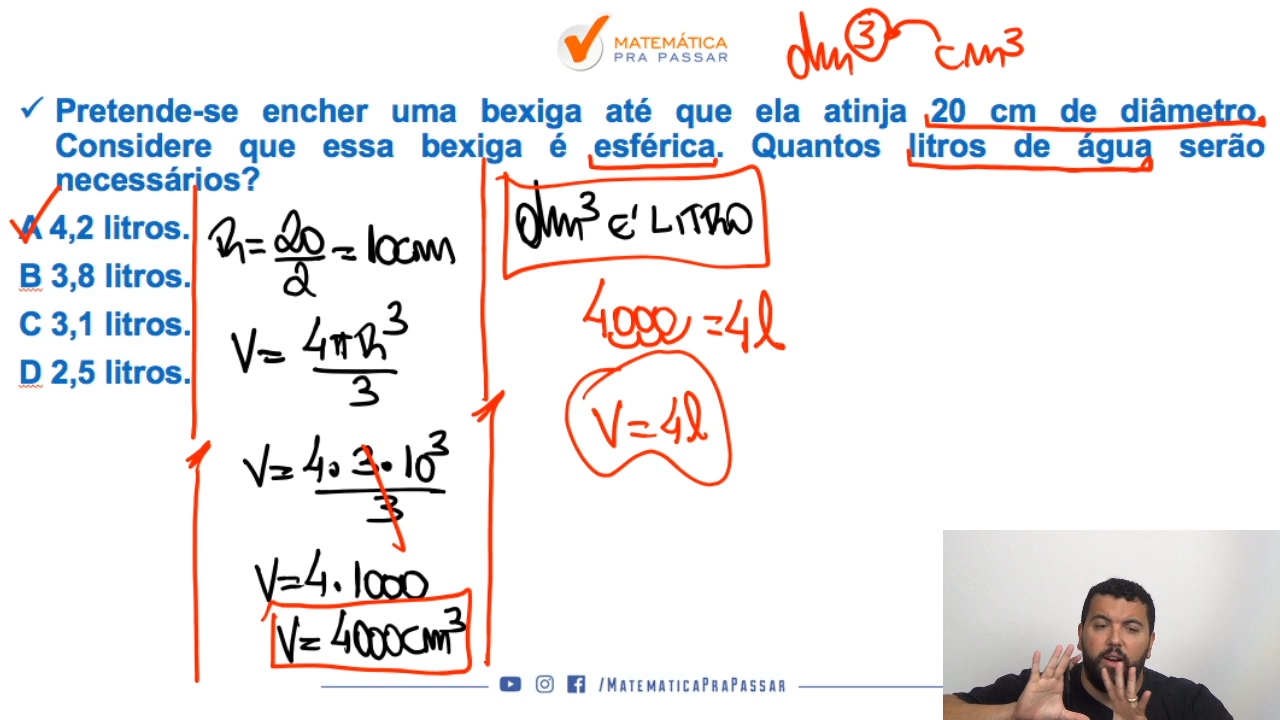 MATEMÁTICA
PRA PASSAR
dm³ cm³
✓ Pretende-se encher uma bexiga até que ela atinja 20 cm de diâmetro.
Considere que essa bexiga é esférica. Quantos litros de água serão
necessários?
A 4,2 litros.
B 3,8 litros.
C 3,1 litros.
D 2,5 litros.
R = 20/2 = 10cm
V = 4πR³/3
V = 4·3·10³/3
V = 4·1000
V = 4000cm³
dm³ É LITRO
4000 = 4l
V = 4l
/MATEMATICAPRAPASSAR